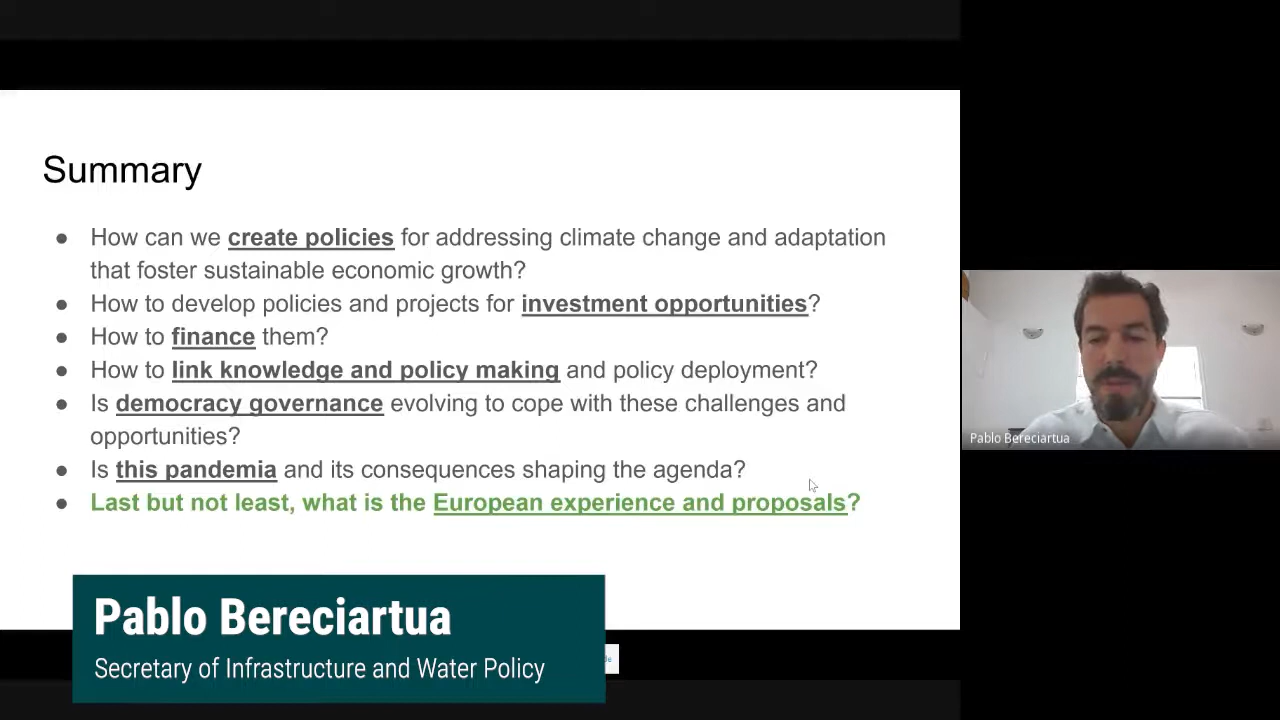 Summary
● How can we create policies for addressing climate change and adaptation
that foster sustainable economic growth?
● How to develop policies and projects for investment opportunities?
● How to finance them?
● How to link knowledge and policy making and policy deployment?
● Is democracy governance evolving to cope with these challenges and
opportunities?
● Is this pandemia and its consequences shaping the agenda?
● Last but not least, what is the European experience and proposals?
Pablo Bereciartua
Pablo Bereciartua
Secretary of Infrastructure and Water Policy